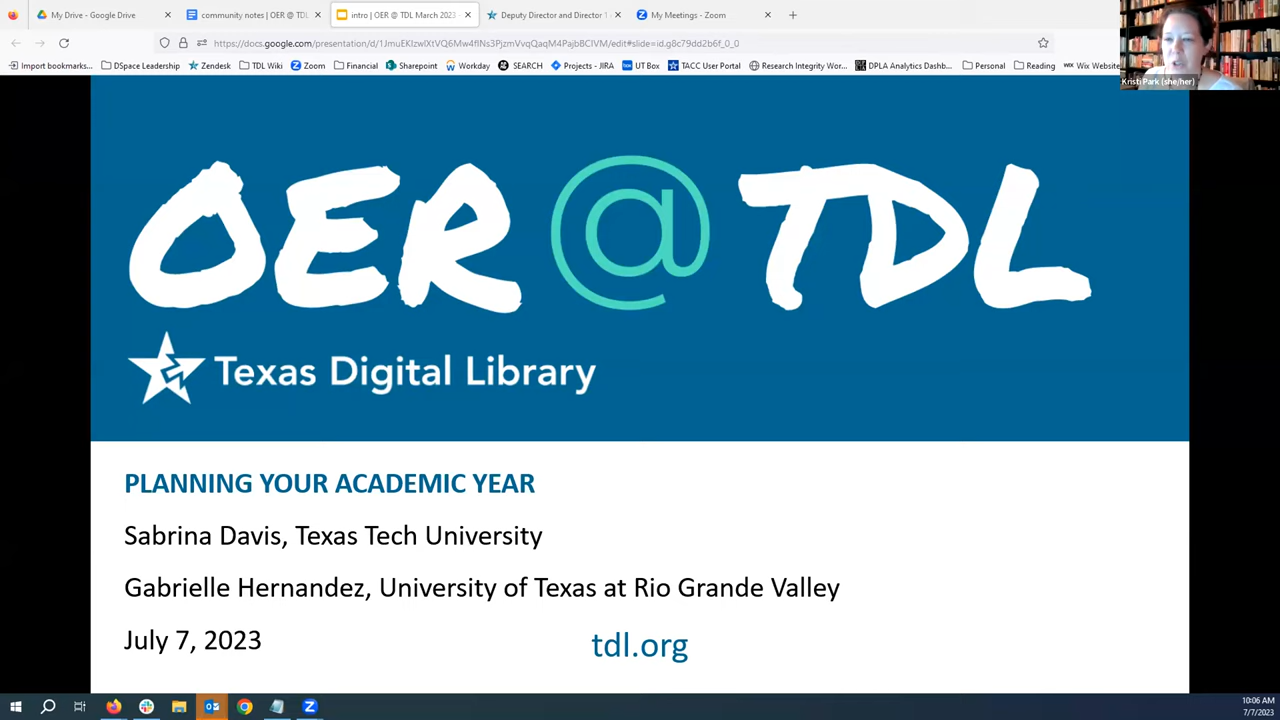 My Drive - Google Drive
community notes | OER @ TDL
intro | OER @ TDL March 2023 -
Deputy Director and Director
My Meetings - Zoom
Import bookmarks...
DSpace Leadership
Zendesk
TDL Wiki
Zoom
Financial
Sharepoint
Workday
SEARCH
Projects - JIRA
UT Box
TACC User Portal
Research Integrity Wor...
DPLA Analytics Dashb...
Personal
Reading
WIX Wix Website
Kristi Park (she/her)
OER @ TDL
Texas Digital Library
PLANNING YOUR ACADEMIC YEAR
Sabrina Davis, Texas Tech University
Gabrielle Hernandez, University of Texas at Rio Grande Valley
July 7, 2023
tdl.org
10:06 AM
7/7/2023